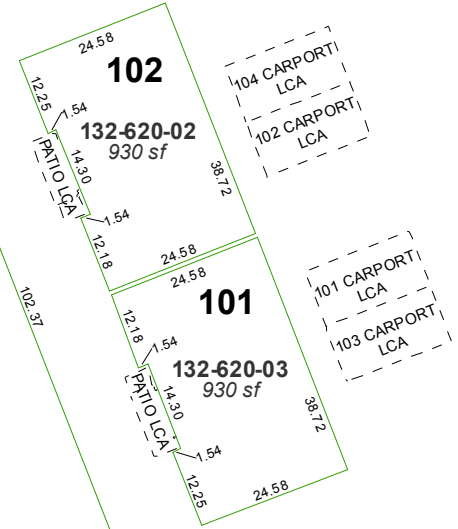 24.58
102
12.25
1.54
132-620-02
930 sf
PATIO LCA
14.30
38.72
1.54
12.18
24.58
104 CARPORT
LCA
102 CARPORT
LCA
24.58
101
12.18
1.54
132-620-03
930 sf
PATIO LCA
14.30
38.72
1.54
12.25
24.58
101 CARPORT
LCA
103 CARPORT
LCA
102.37